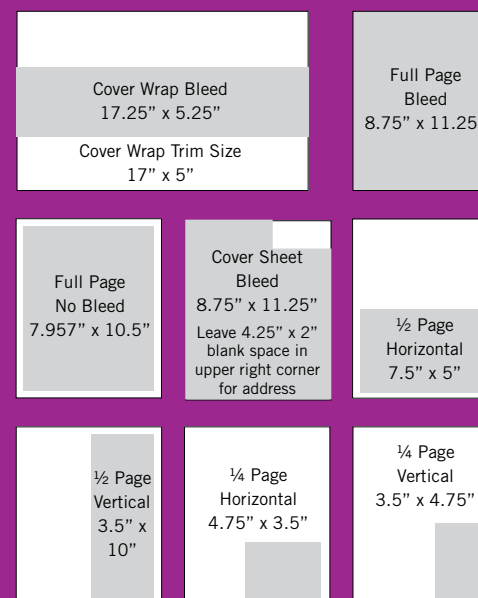 Cover Wrap Bleed
17.25” x 5.25”
Cover Wrap Trim Size
17” x 5”
Full Page
Bleed
8.75” x 11.25
Full Page
No Bleed
7.957” x 10.5”
Cover Sheet
Bleed
8.75” x 11.25”
Leave 4.25” x 2”
blank space in
upper right corner
for address
½ Page
Horizontal
7.5” x 5”
½ Page
Vertical
3.5” x
10”
¼ Page
Horizontal
4.75” x 3.5”
¼ Page
Vertical
3.5” x 4.75”